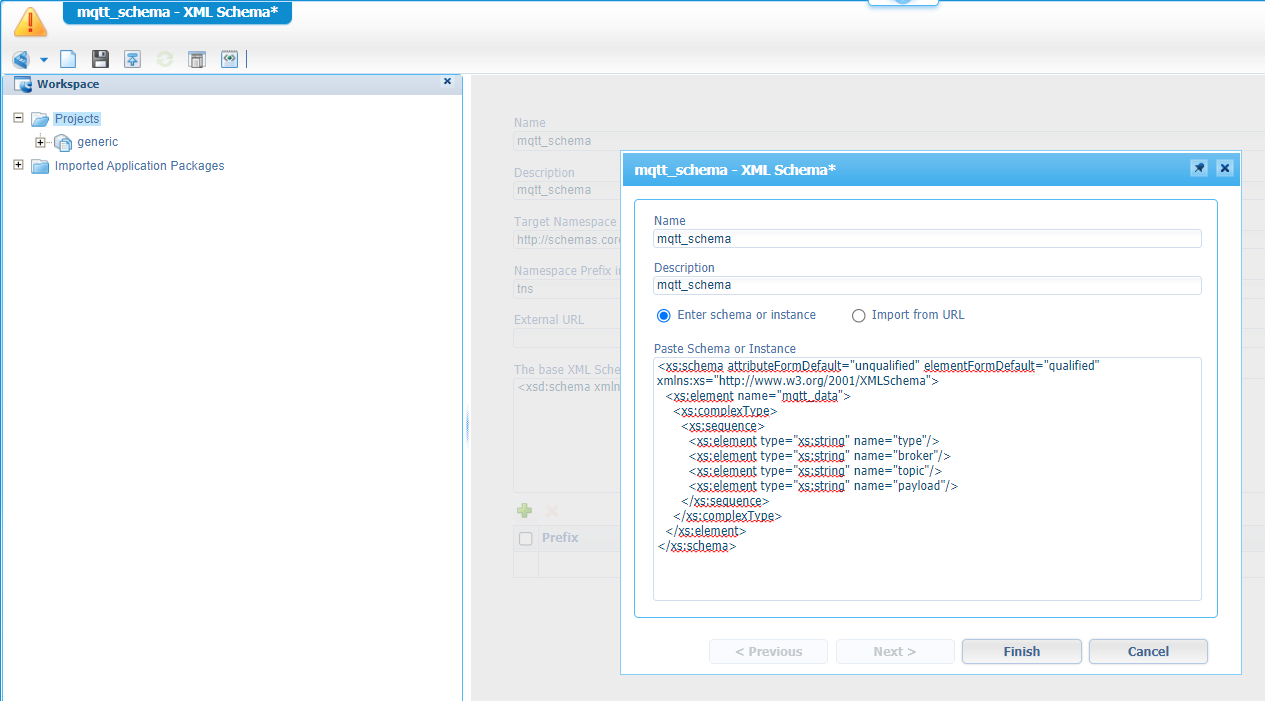 mqtt_schema - XML Schema*
Workspace
Projects
generic
Imported Application Packages
Name
mqtt_schema
Description
mqtt_schema
Target Namespace
http://schemas.cor
Namespace Prefix i
tns
External URL
The base XML Sche
<xsd:schema xmln
Prefix
mqtt_schema - XML Schema*
Name
mqtt_schema
Description
mqtt_schema
Enter schema or instance
Import from URL
Paste Schema or Instance
<xs:schema attributeFormDefault="unqualified" elementFormDefault="qualified"
xmlns:xs="http://www.w3.org/2001/XMLSchema">
<xs:element name="mqtt_data">
<xs:complexType>
<xs:sequence>
<xs:element type="xs:string" name="type"/>
<xs:element type="xs:string" name="broker"/>
<xs:element type="xs:string" name="topic"/>
<xs:element type="xs:string" name="payload"/>
</xs:sequence>
</xs:complexType>
</xs:element>
</xs:schema>
< Previous
Next >
Finish
Cancel